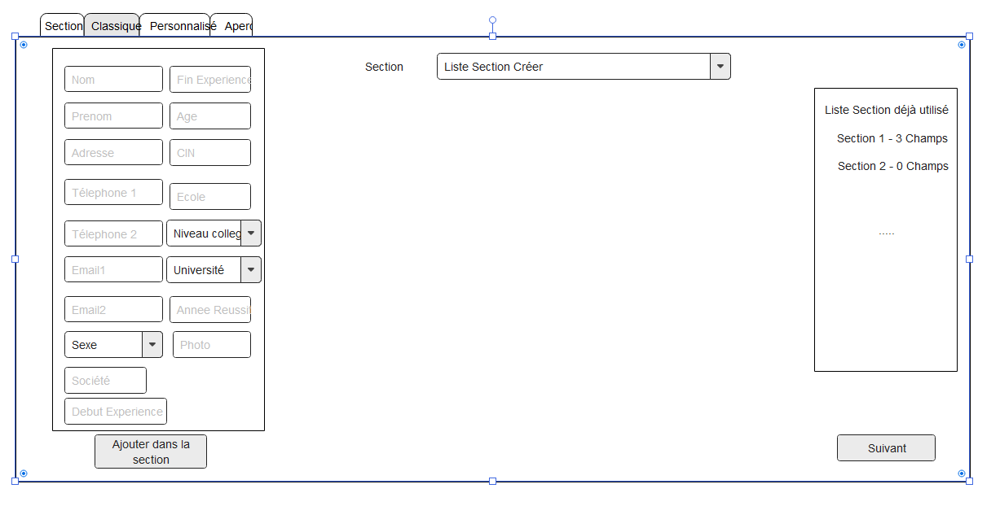 Section Classique Personnalisé Aperç
Section Liste Section Créer
Nom Fin Experience
Prenom Age
Adresse CIN
Télephone 1 Ecole
Télephone 2 Niveau colleg
Email1 Université
Email2 Annee Reussit
Sexe Photo
Société
Debut Experience
Ajouter dans la
section
Liste Section déjà utilisé
Section 1 - 3 Champs
Section 2 - 0 Champs
.....
Suivant